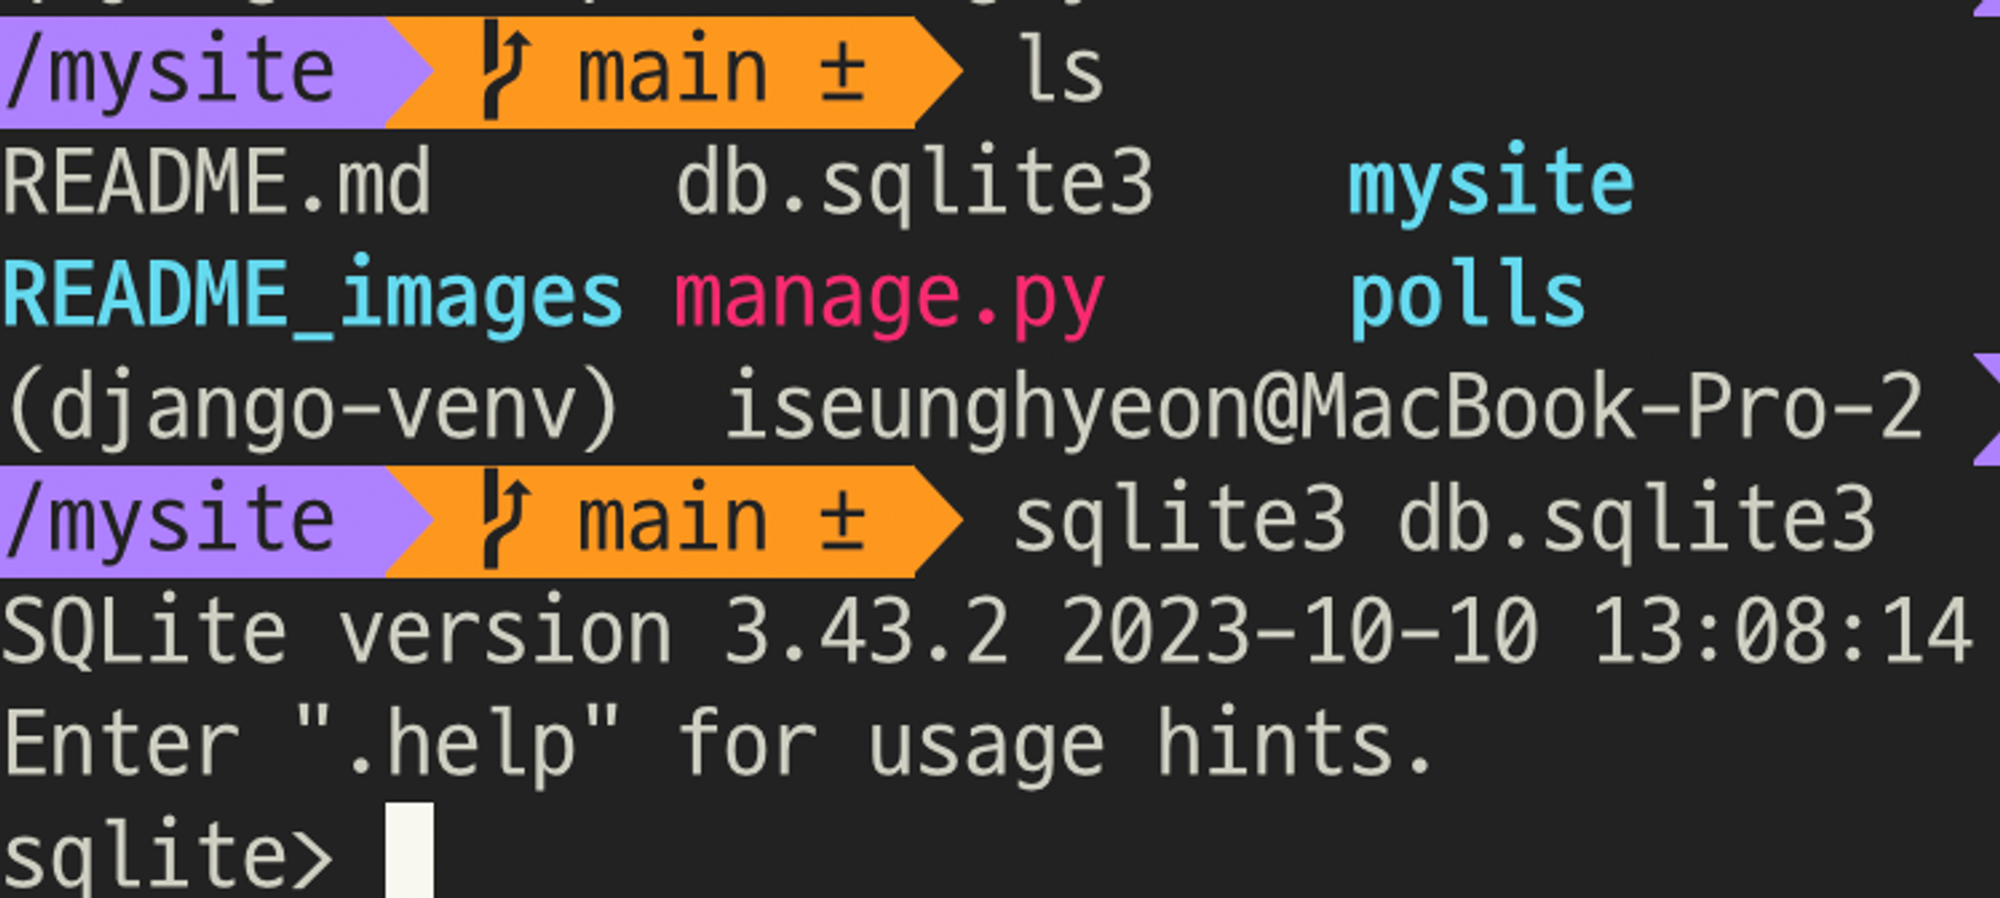 /mysite main ± ls
README.md db.sqlite3 mysite
README_images manage.py polls
(django-venv) iseunghyeon@MacBook-Pro-2
/mysite main ± sqlite3 db.sqlite3
SQLite version 3.43.2 2023-10-10 13:08:14
Enter ".help" for usage hints.
sqlite>